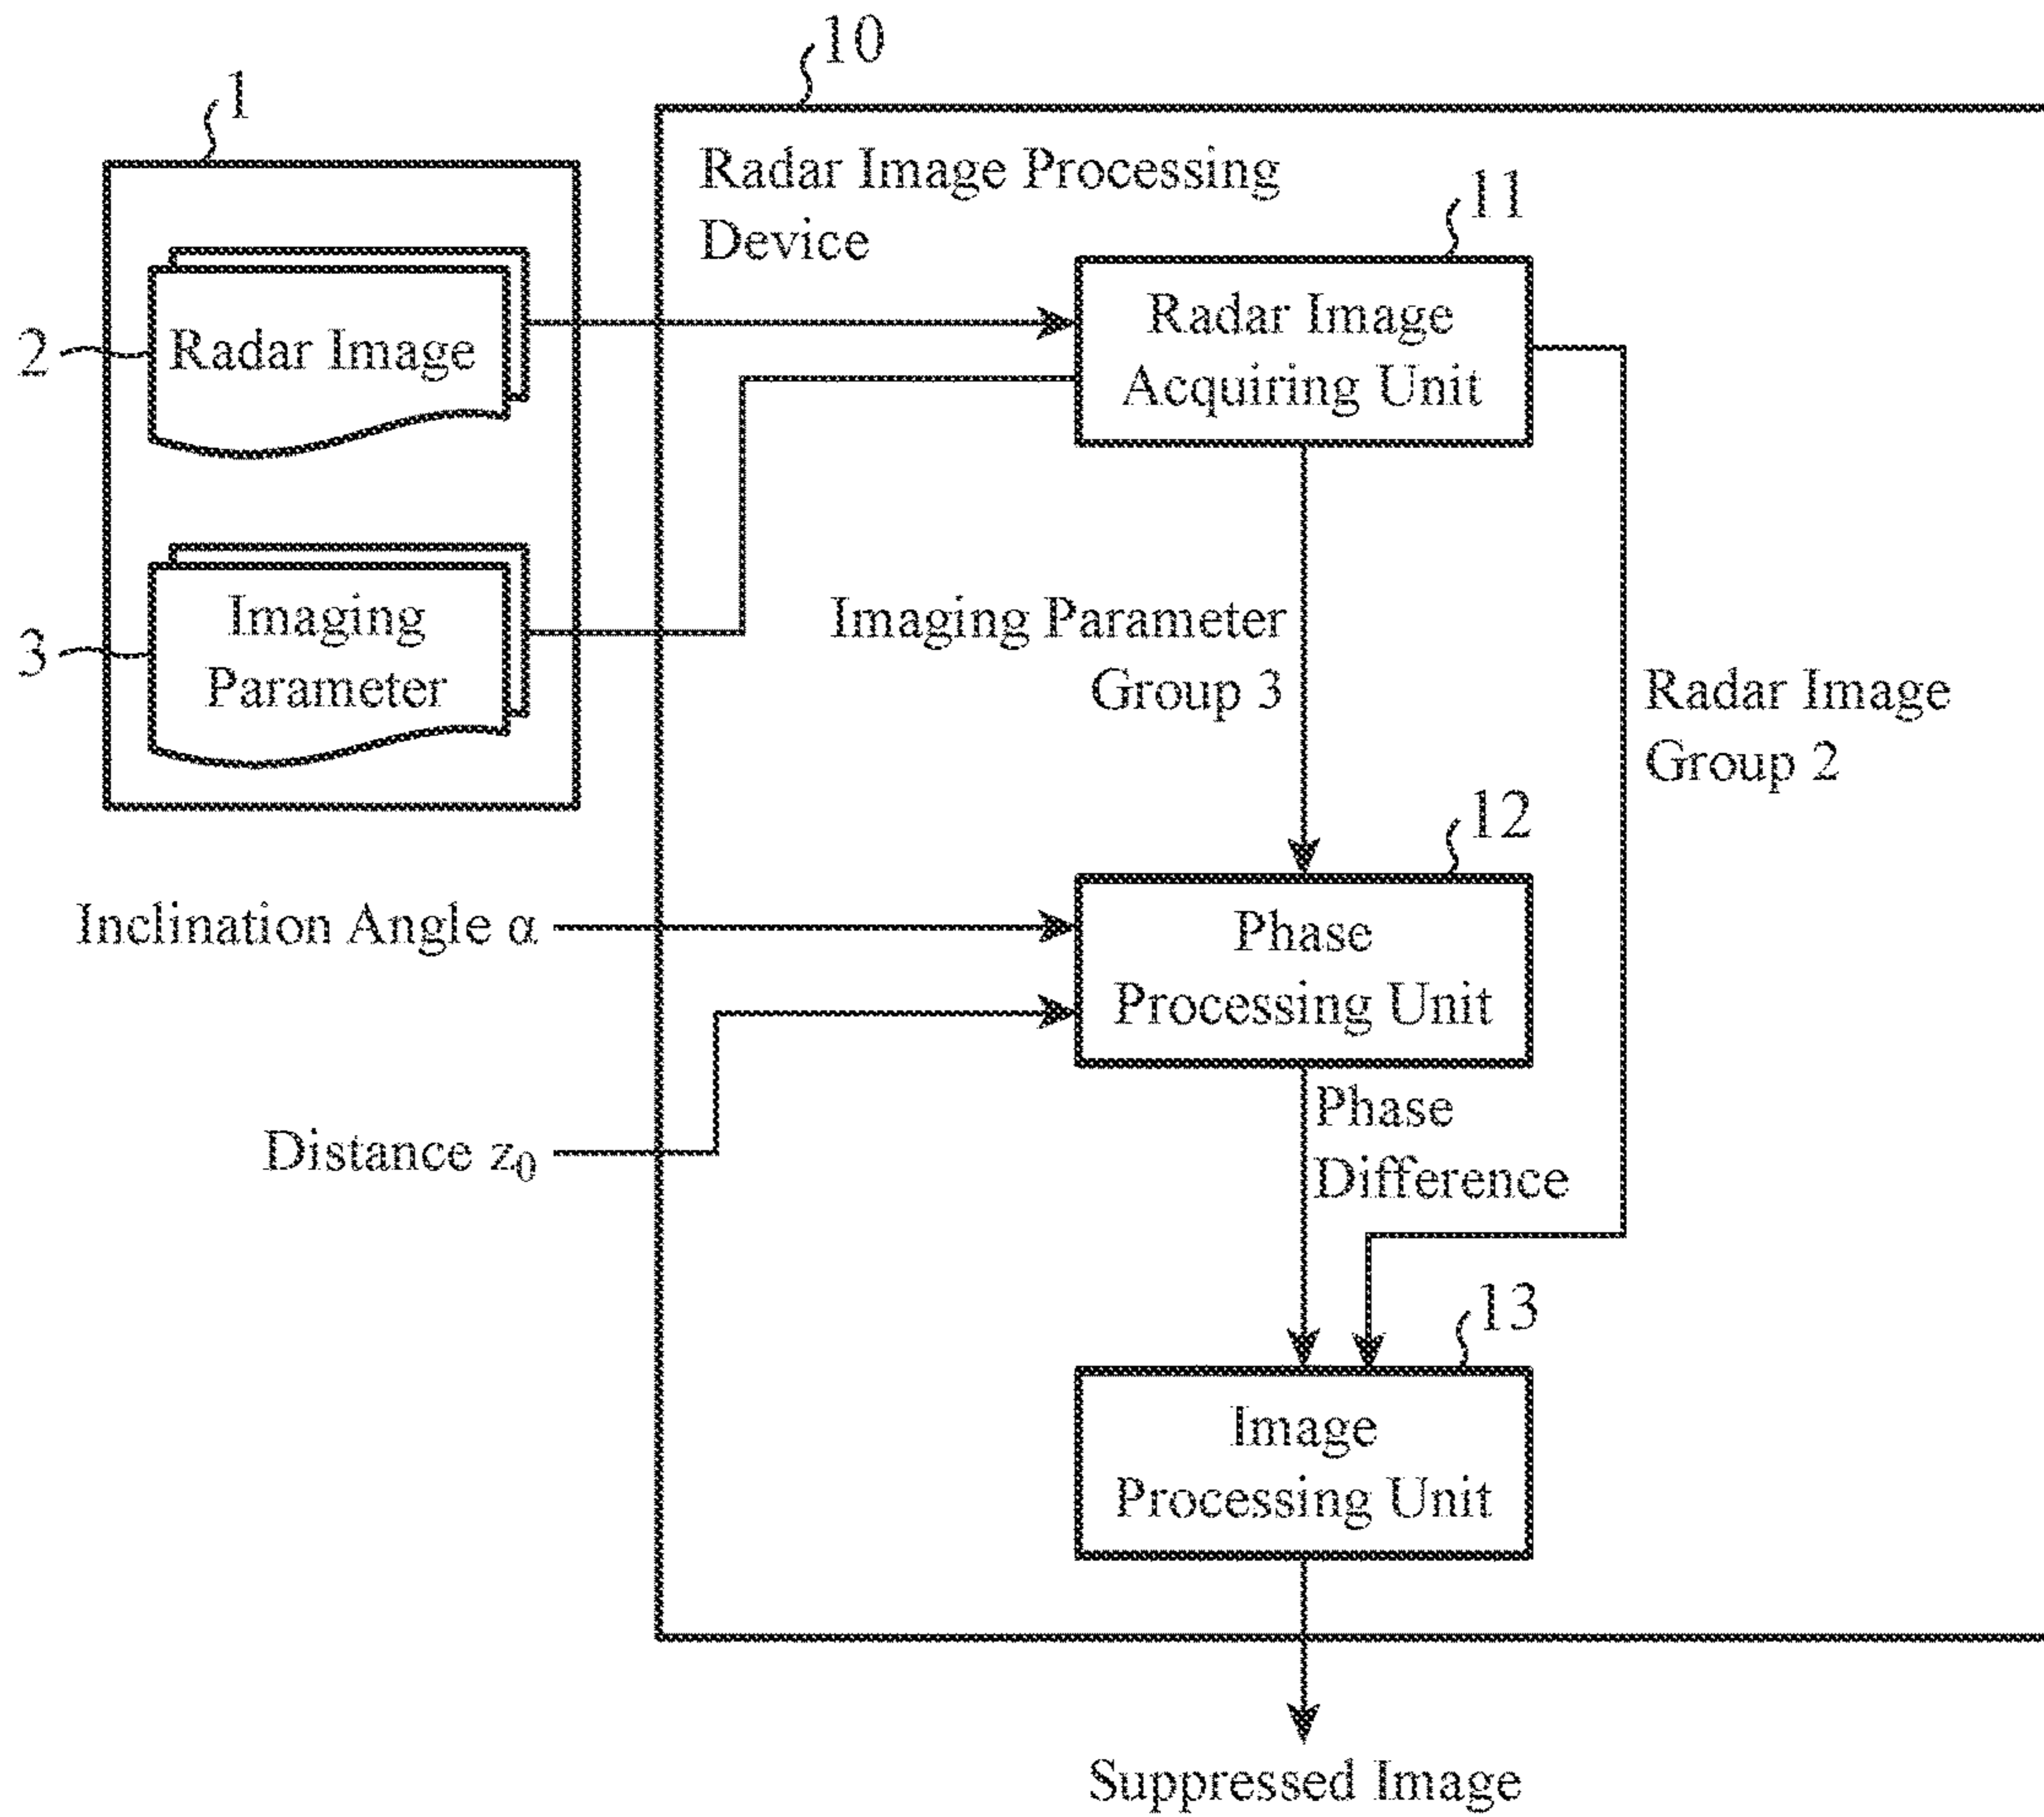 10
1
Radar Image Processing
Device
11
Radar Image
Acquiring Unit
2
Radar Image
3
Imaging
Parameter
Imaging Parameter
Group 3
Radar Image
Group 2
12
Inclination Angle α
Phase
Processing Unit
Distance z₀
Phase
Difference
13
Image
Processing Unit
Suppressed Image